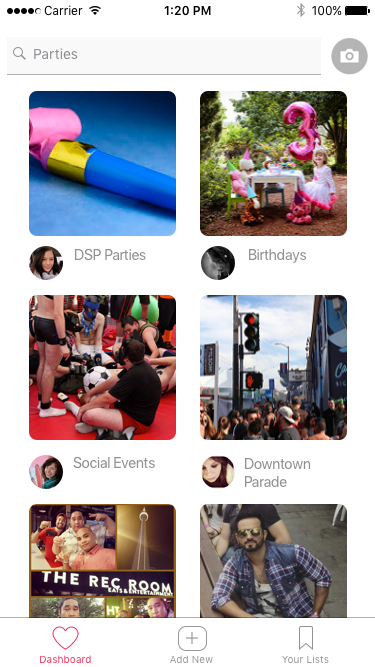 Carrier 1:20 PM 100%
Parties
3
DSP Parties Birthdays
Social Events Downtown
Parade
THE REC ROOM
EATS & ENTERTAINMENT
Dashboard Add New Your Lists